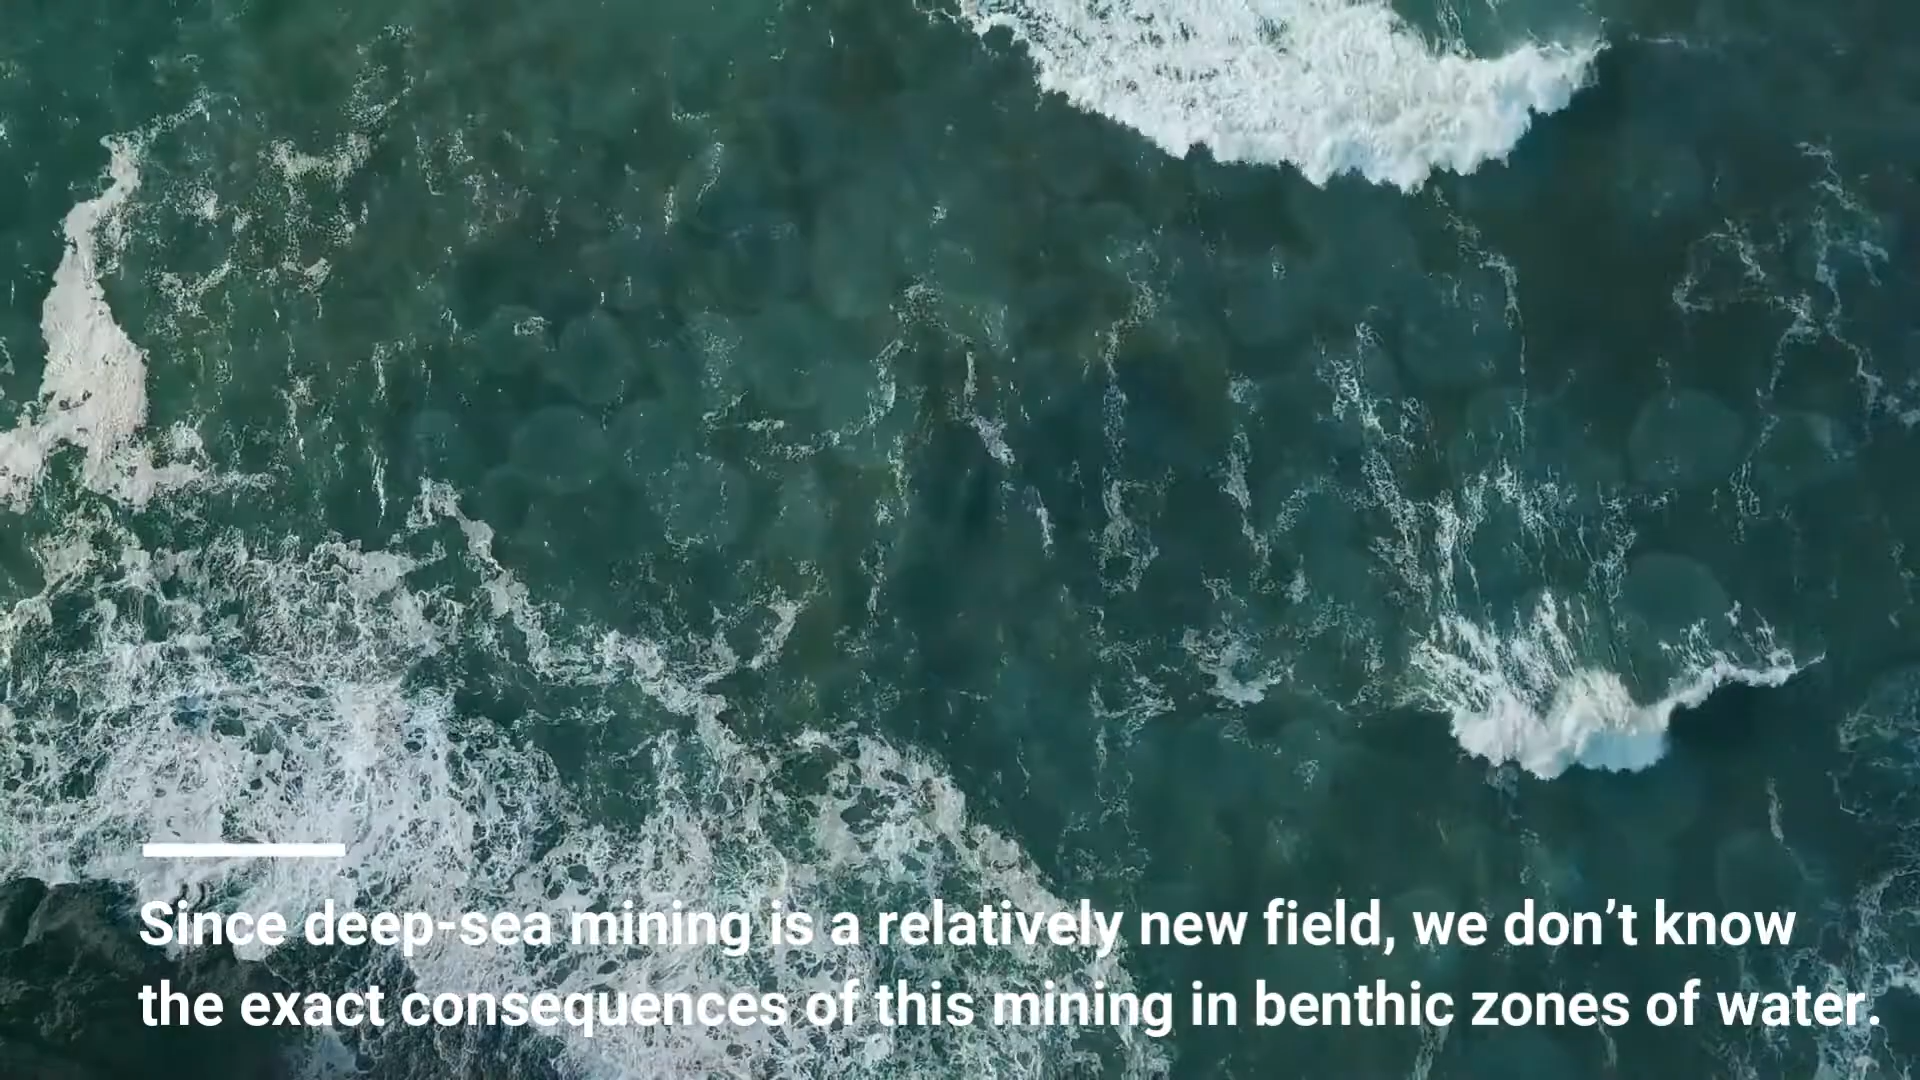 Since deep-sea mining is a relatively new field, we don’t know
the exact consequences of this mining in benthic zones of water.